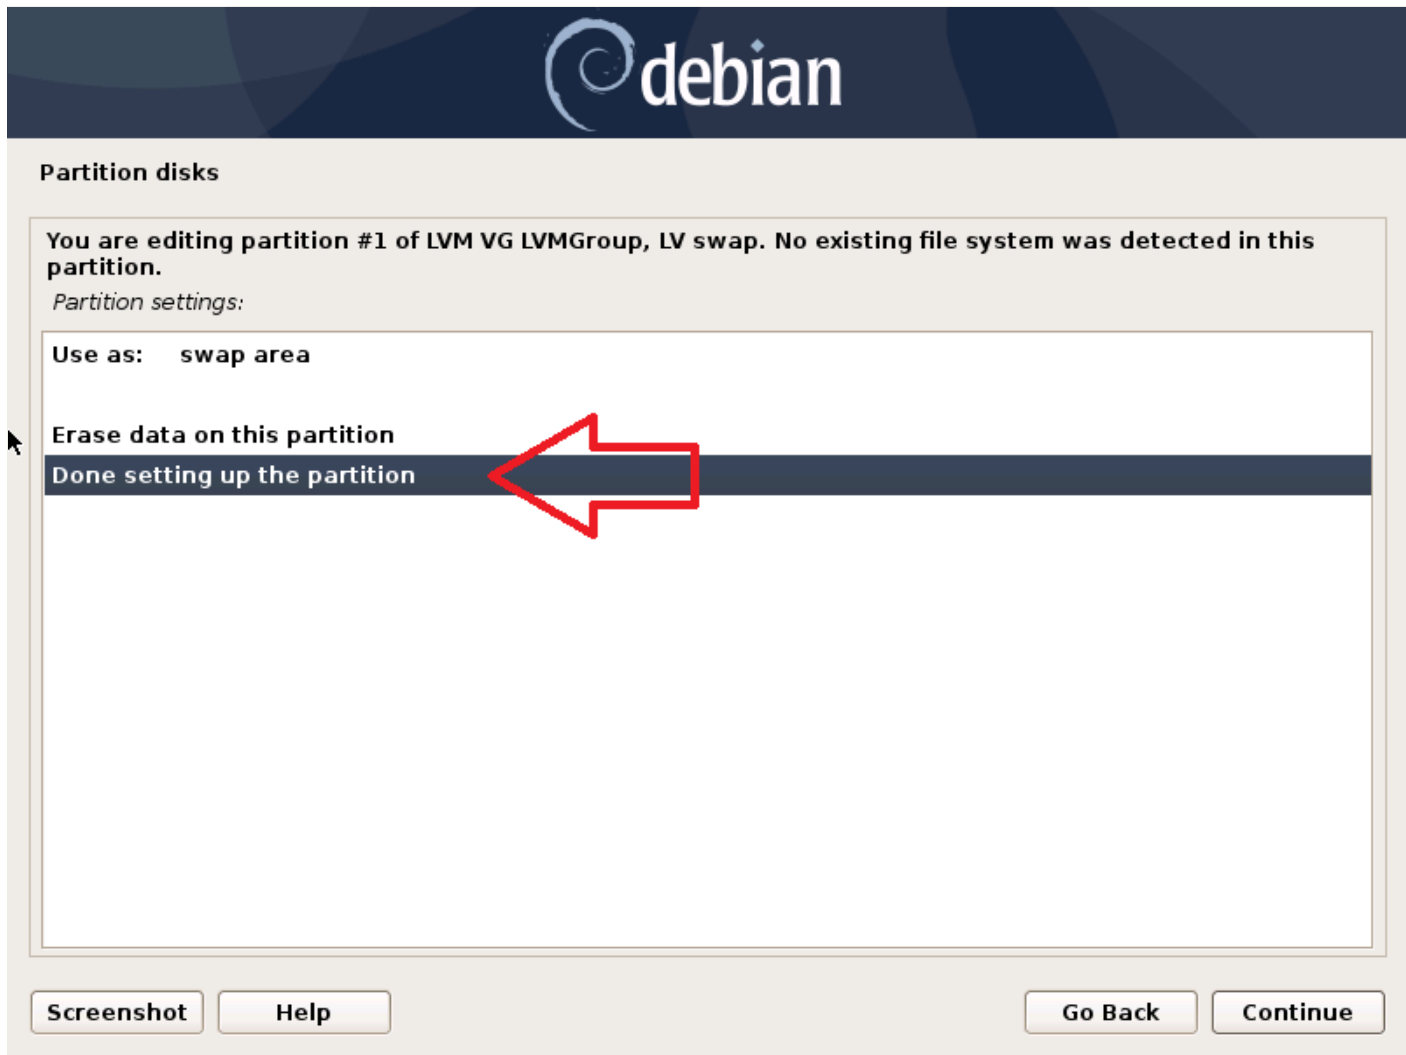 debian
Partition disks
You are editing partition #1 of LVM VG LVMGroup, LV swap. No existing file system was detected in this
partition.
Partition settings:
Use as: swap area
Erase data on this partition
Done setting up the partition
Screenshot Help Go Back Continue